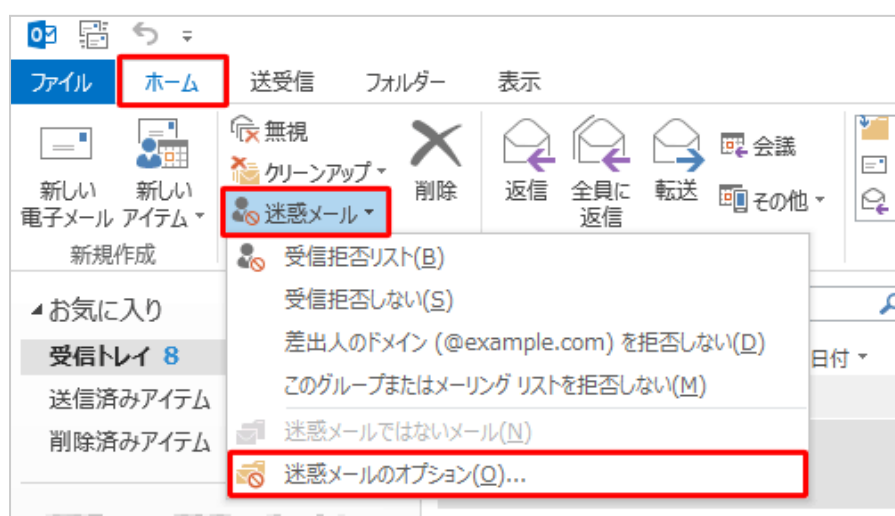 ファイル ホーム 送受信 フォルダー 表示
無視
クリーンアップ
迷惑メール
削除
新しい
電子メール
新しい
アイテム
新規作成
返信
全員に
返信
転送
会議
その他
受信拒否リスト(B)
受信拒否しない(S)
差出人のドメイン (@example.com) を拒否しない(D)
このグループまたはメーリング リストを拒否しない(M)
迷惑メールではないメール(N)
迷惑メールのオプション(O)...
お気に入り
受信トレイ 8
送信済みアイテム
削除済みアイテム
日付